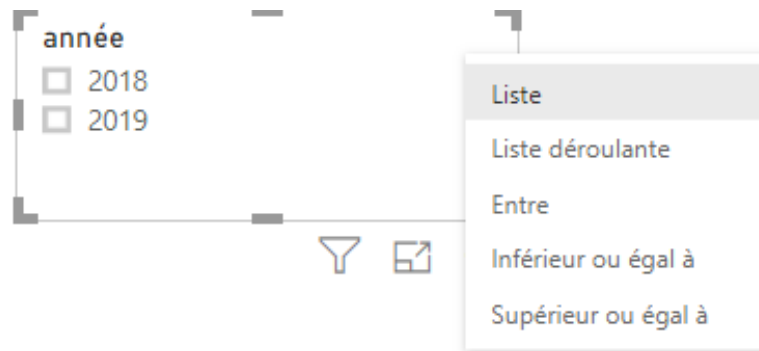 année
2018
2019
Liste
Liste déroulante
Entre
Inférieur ou égal à
Supérieur ou égal à